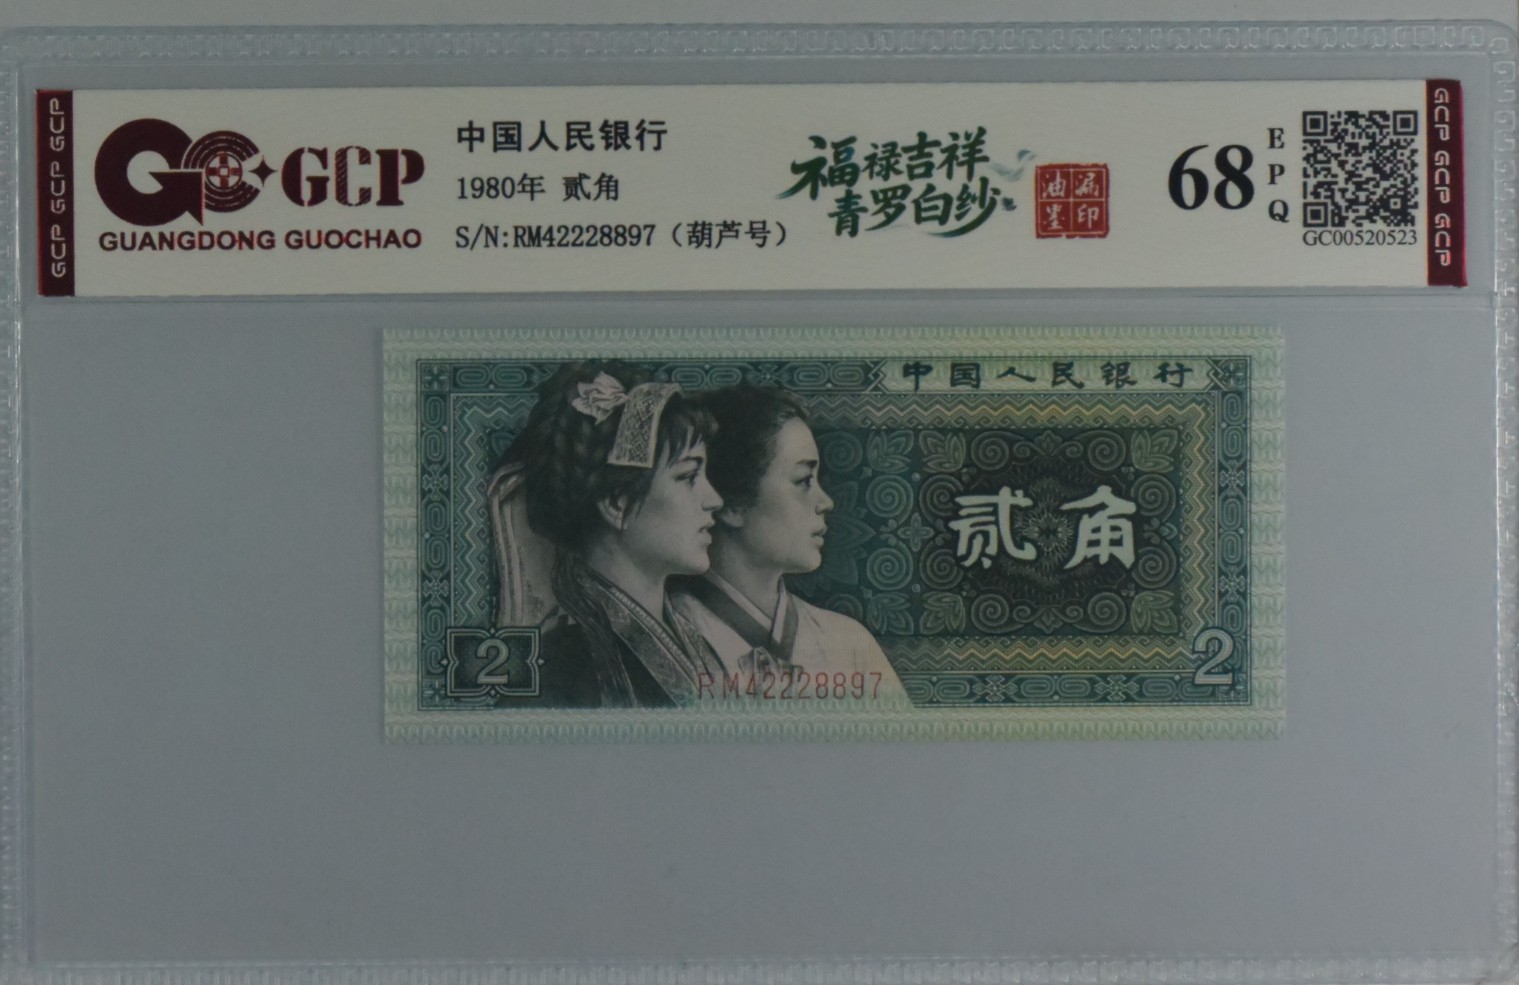 GCP GCP GCP
GCP
GUANGDONG GUOCHAO
中国人民银行
1980年 贰角
S/N:RM42228897（葫芦号）
福禄吉祥
青罗白纱
油漏
墨印
68
EPQ
GC00520523
GCP GCP GCP
中国人民银行
贰角
2
2
RM42228897